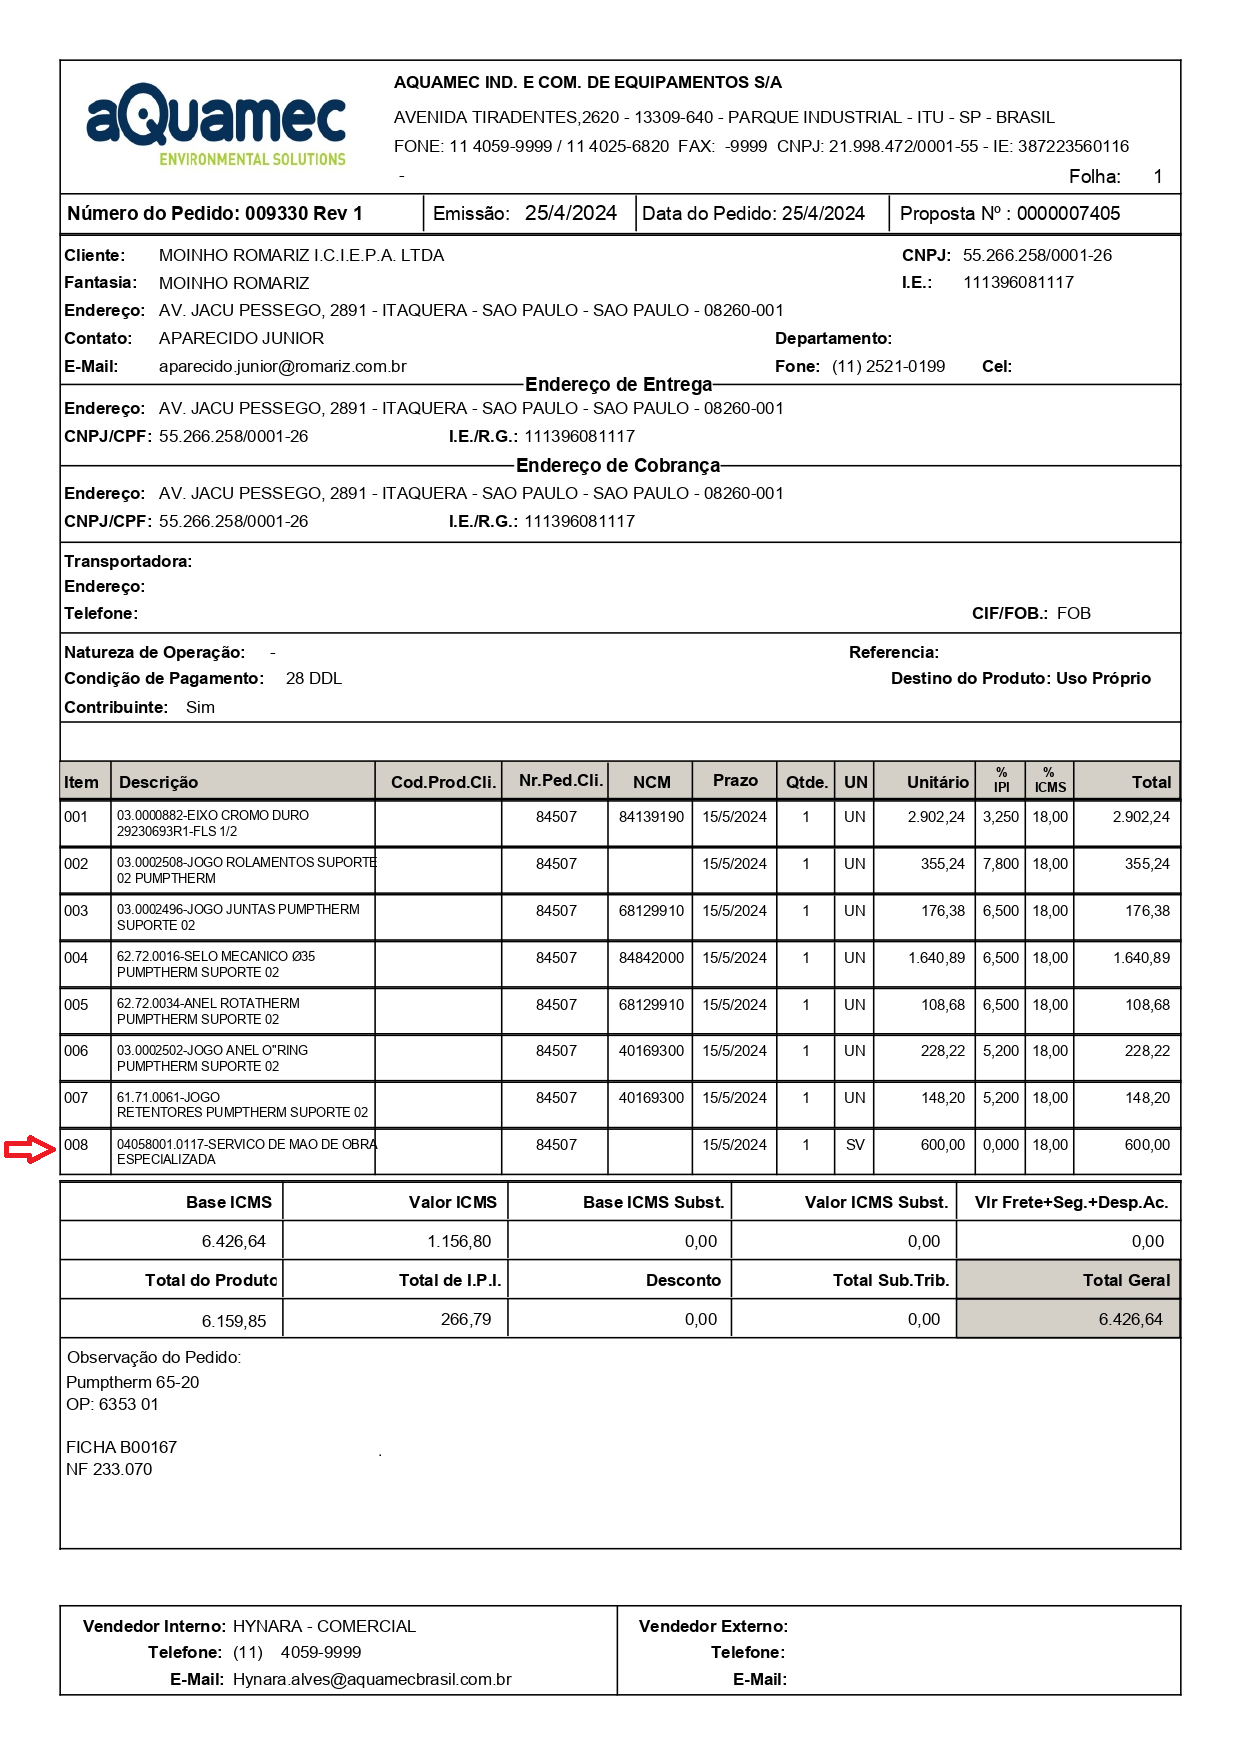 aQuamec
ENVIRONMENTAL SOLUTIONS
AQUAMEC IND. E COM. DE EQUIPAMENTOS S/A
AVENIDA TIRADENTES,2620 - 13309-640 - PARQUE INDUSTRIAL - ITU - SP - BRASIL
FONE: 11 4059-9999 / 11 4025-6820 FAX: -9999 CNPJ: 21.998.472/0001-55 - IE: 387223560116
-
Folha: 1
Número do Pedido: 009330 Rev 1 Emissão: 25/4/2024 Data do Pedido: 25/4/2024 Proposta Nº : 0000007405
Cliente: MOINHO ROMARIZ I.C.I.E.P.A. LTDA CNPJ: 55.266.258/0001-26
Fantasia: MOINHO ROMARIZ I.E.: 111396081117
Endereço: AV. JACU PESSEGO, 2891 - ITAQUERA - SAO PAULO - SAO PAULO - 08260-001
Contato: APARECIDO JUNIOR Departamento:
E-Mail: aparecido.junior@romariz.com.br Fone: (11) 2521-0199 Cel:
Endereço de Entrega
Endereço: AV. JACU PESSEGO, 2891 - ITAQUERA - SAO PAULO - SAO PAULO - 08260-001
CNPJ/CPF: 55.266.258/0001-26 I.E./R.G.: 111396081117
Endereço de Cobrança
Endereço: AV. JACU PESSEGO, 2891 - ITAQUERA - SAO PAULO - SAO PAULO - 08260-001
CNPJ/CPF: 55.266.258/0001-26 I.E./R.G.: 111396081117
Transportadora:
Endereço:
Telefone: CIF/FOB.: FOB
Natureza de Operação: - Referencia:
Condição de Pagamento: 28 DDL Destino do Produto: Uso Próprio
Contribuinte: Sim
Item Descrição Cod.Prod.Cli. Nr.Ped.Cli. NCM Prazo Qtde. UN Unitário % IPI % ICMS Total
001 03.0000882-EIXO CROMO DURO 84507 84139190 15/5/2024 1 UN 2.902,24 3,250 18,00 2.902,24
29230693R1-FLS 1/2
002 03.0002508-JOGO ROLAMENTOS SUPORTE 84507 15/5/2024 1 UN 355,24 7,800 18,00 355,24
02 PUMPTHERM
003 03.0002496-JOGO JUNTAS PUMPTHERM 84507 68129910 15/5/2024 1 UN 176,38 6,500 18,00 176,38
SUPORTE 02
004 62.72.0016-SELO MECANICO Ø35 84507 84842000 15/5/2024 1 UN 1.640,89 6,500 18,00 1.640,89
PUMPTHERM SUPORTE 02
005 62.72.0034-ANEL ROTATHERM 84507 68129910 15/5/2024 1 UN 108,68 6,500 18,00 108,68
PUMPTHERM SUPORTE 02
006 03.0002502-JOGO ANEL O"RING 84507 40169300 15/5/2024 1 UN 228,22 5,200 18,00 228,22
PUMPTHERM SUPORTE 02
007 61.71.0061-JOGO 84507 40169300 15/5/2024 1 UN 148,20 5,200 18,00 148,20
RETENTORES PUMPTHERM SUPORTE 02
008 04058001.0117-SERVICO DE MAO DE OBRA 84507 15/5/2024 1 SV 600,00 0,000 18,00 600,00
ESPECIALIZADA
Base ICMS Valor ICMS Base ICMS Subst. Valor ICMS Subst. Vlr Frete+Seg.+Desp.Ac.
6.426,64 1.156,80 0,00 0,00 0,00
Total do Produto Total de I.P.I. Desconto Total Sub.Trib. Total Geral
6.159,85 266,79 0,00 0,00 6.426,64
Observação do Pedido:
Pumptherm 65-20
OP: 6353 01
FICHA B00167 .
NF 233.070
Vendedor Interno: HYNARA - COMERCIAL Vendedor Externo:
Telefone: (11) 4059-9999 Telefone:
E-Mail: Hynara.alves@aquamecbrasil.com.br E-Mail: